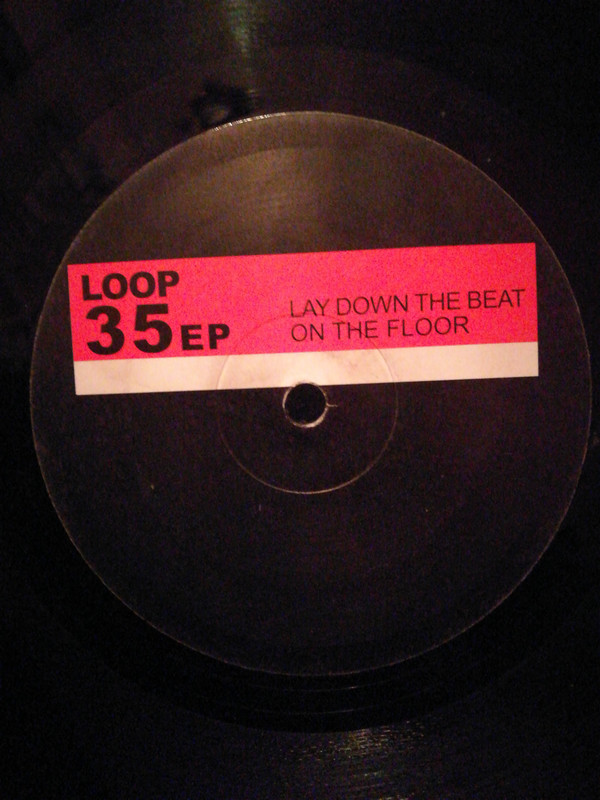 LOOP
35 EP
LAY DOWN THE BEAT
ON THE FLOOR